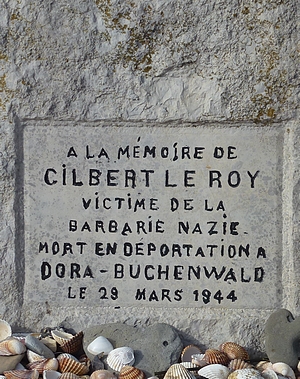 A LA MÉMOIRE DE
GILBERT LE ROY
VICTIME DE LA
BARBARIE NAZIE.
MORT EN DÉPORTATION A
DORA-BUCHENWALD
LE 29 MARS 1944